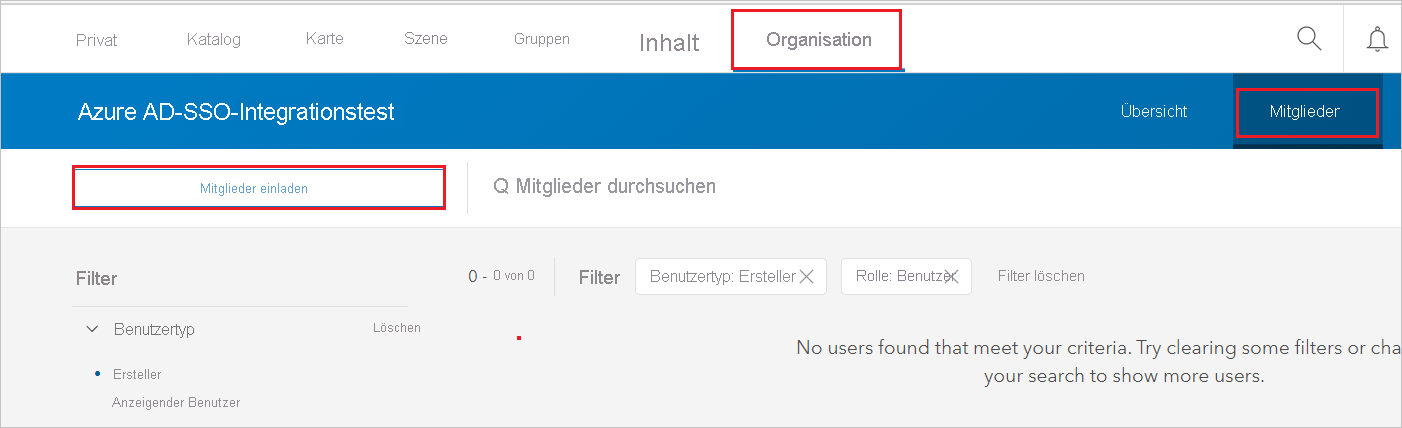 Privat Katalog Karte Szene Gruppen Inhalt Organisation
Azure AD-SSO-Integrationstest Übersicht Mitglieder
Mitglieder einladen Q Mitglieder durchsuchen
Filter 0 - 0 von 0 Filter Benutzertyp: Ersteller Rolle: Benutzer Filter löschen
Benutzertyp Löschen
No users found that meet your criteria. Try clearing some filters or cha
your search to show more users.
Ersteller
Anzeigender Benutzer